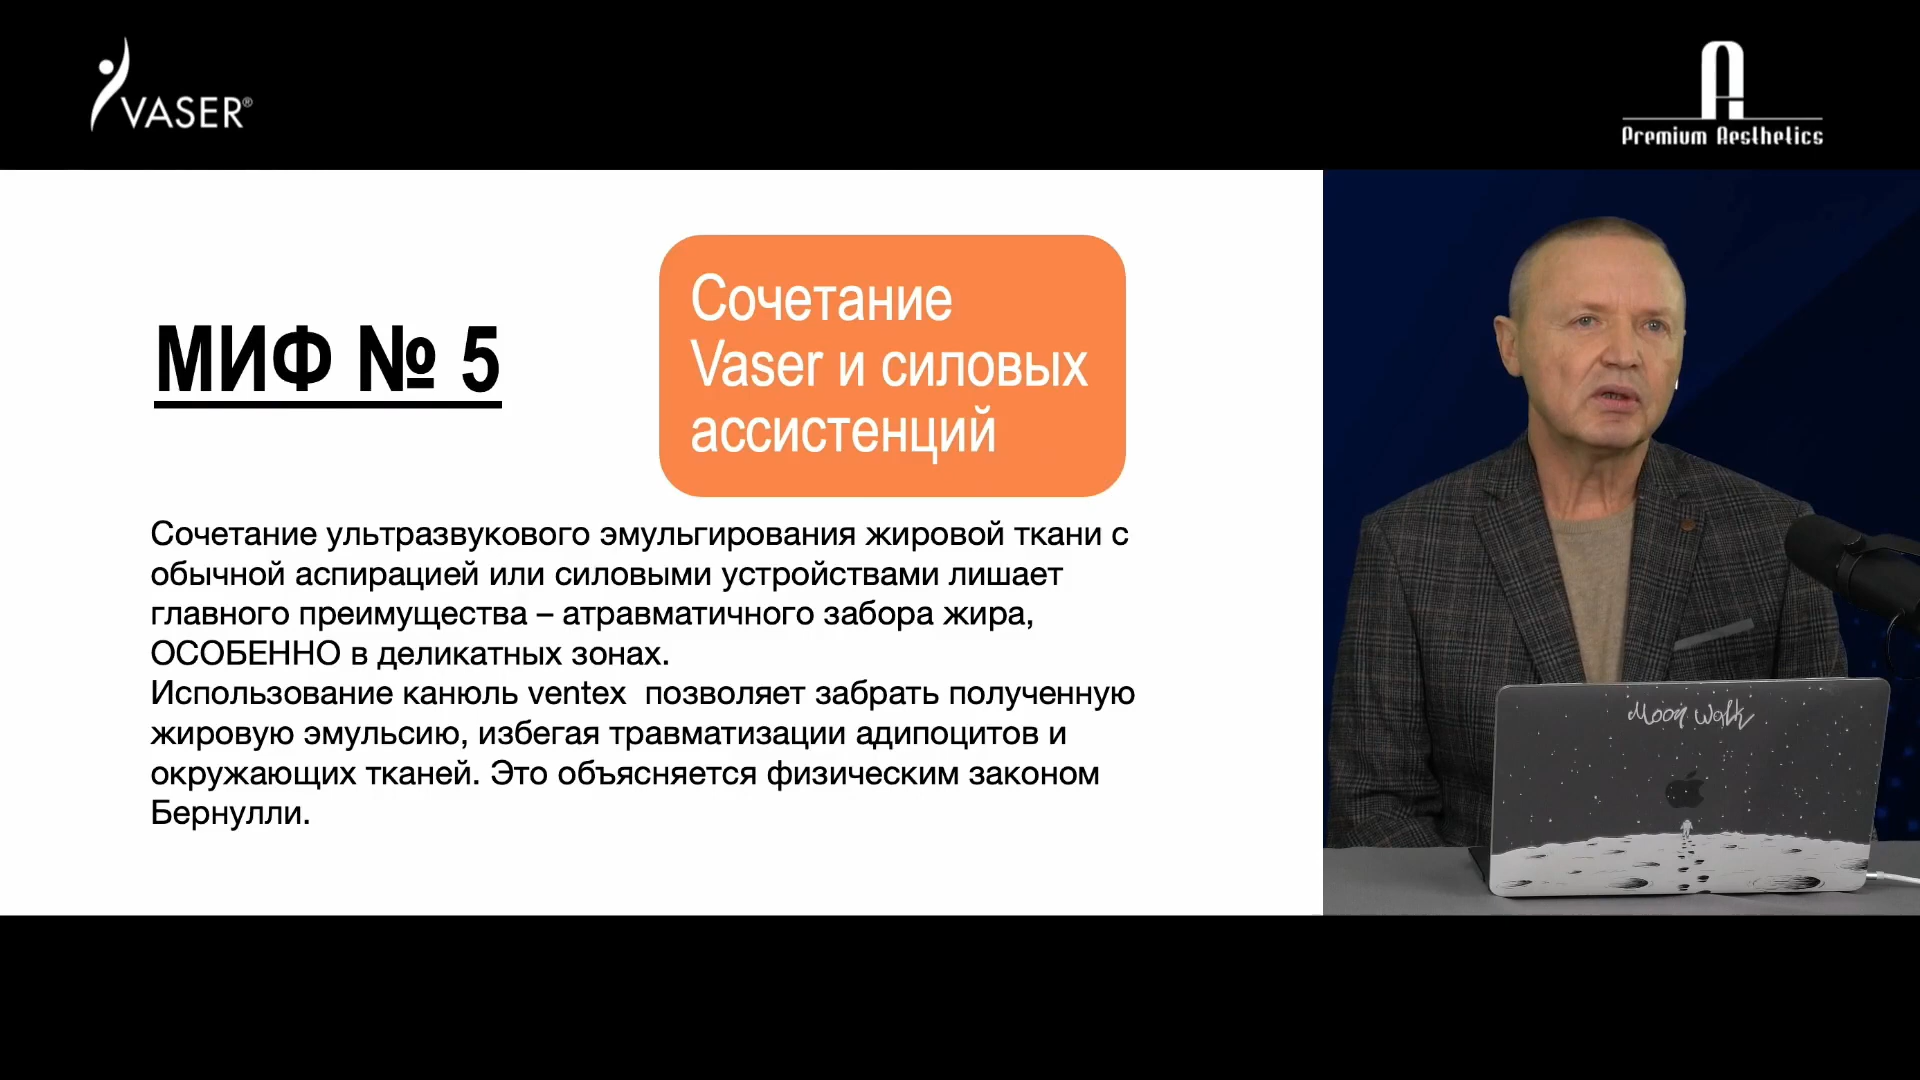 VASER®
Premium Aesthetics
МИФ № 5
Сочетание
Vaser и силовых
ассистенций
Сочетание ультразвукового эмульгирования жировой ткани с
обычной аспирацией или силовыми устройствами лишает
главного преимущества – атравматичного забора жира,
ОСОБЕННО в деликатных зонах.
Использование канюль ventex  позволяет забрать полученную
жировую эмульсию, избегая травматизации адипоцитов и
окружающих тканей. Это объясняется физическим законом
Бернулли.
Moon Walk